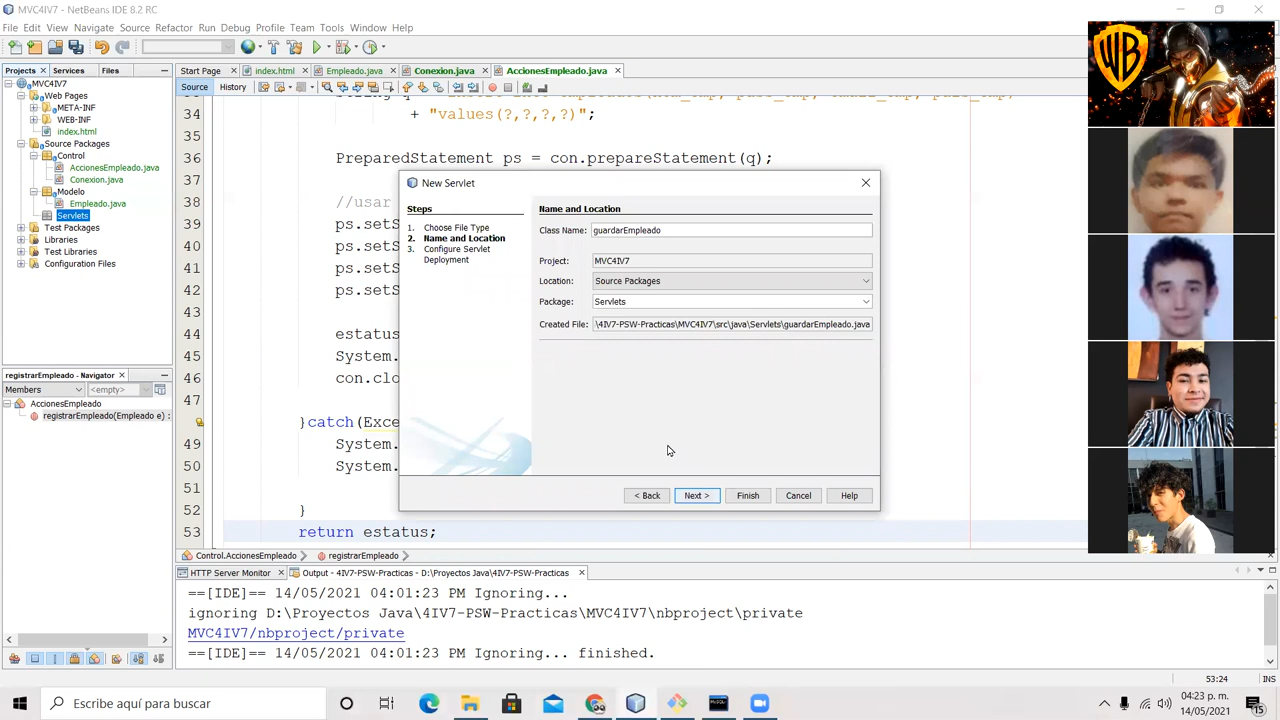 MVC4IV7 - NetBeans IDE 8.2 RC
File Edit View Navigate Source Refactor Run Debug Profile Team Tools Window Help
Projects Services Files
Start Page index.html Empleado.java Conexion.java AccionesEmpleado.java
Source History
MVC4IV7
Web Pages
META-INF
WEB-INF
index.html
Source Packages
Control
AccionesEmpleado.java
Conexion.java
Modelo
Empleado.java
Servlets
Test Packages
Libraries
Test Libraries
Configuration Files
registrarEmpleado - Navigator
Members <empty>
AccionesEmpleado
registrarEmpleado(Empleado e) :
34 + "values(?,?,?,?)";
35
36 PreparedStatement ps = con.prepareStatement(q);
37
38 //usar
39 ps.setS
40 ps.setS
41 ps.setS
42 ps.setS
44 estatus
45 System.
46 con.clo
47
}catch(Exce
49 System.
50 System.
51
52 }
53 return estatus;
New Servlet
Steps
1. Choose File Type
2. Name and Location
3. Configure Servlet
Deployment
Name and Location
Class Name: guardarEmpleado
Project: MVC4IV7
Location: Source Packages
Package: Servlets
Created File: \4IV7-PSW-Practicas\MVC4IV7\src\java\Servlets\guardarEmpleado.java
< Back Next > Finish Cancel Help
Control.AccionesEmpleado registrarEmpleado
HTTP Server Monitor Output - 4IV7-PSW-Practicas - D:\Proyectos Java\4IV7-PSW-Practicas
==[IDE]== 14/05/2021 04:01:23 PM Ignoring...
ignoring D:\Proyectos Java\4IV7-PSW-Practicas\MVC4IV7\nbproject\private
MVC4IV7/nbproject/private
==[IDE]== 14/05/2021 04:01:23 PM Ignoring... finished.
53:24 INS
WB
Escribe aquí para buscar
04:23 p. m.
14/05/2021
15